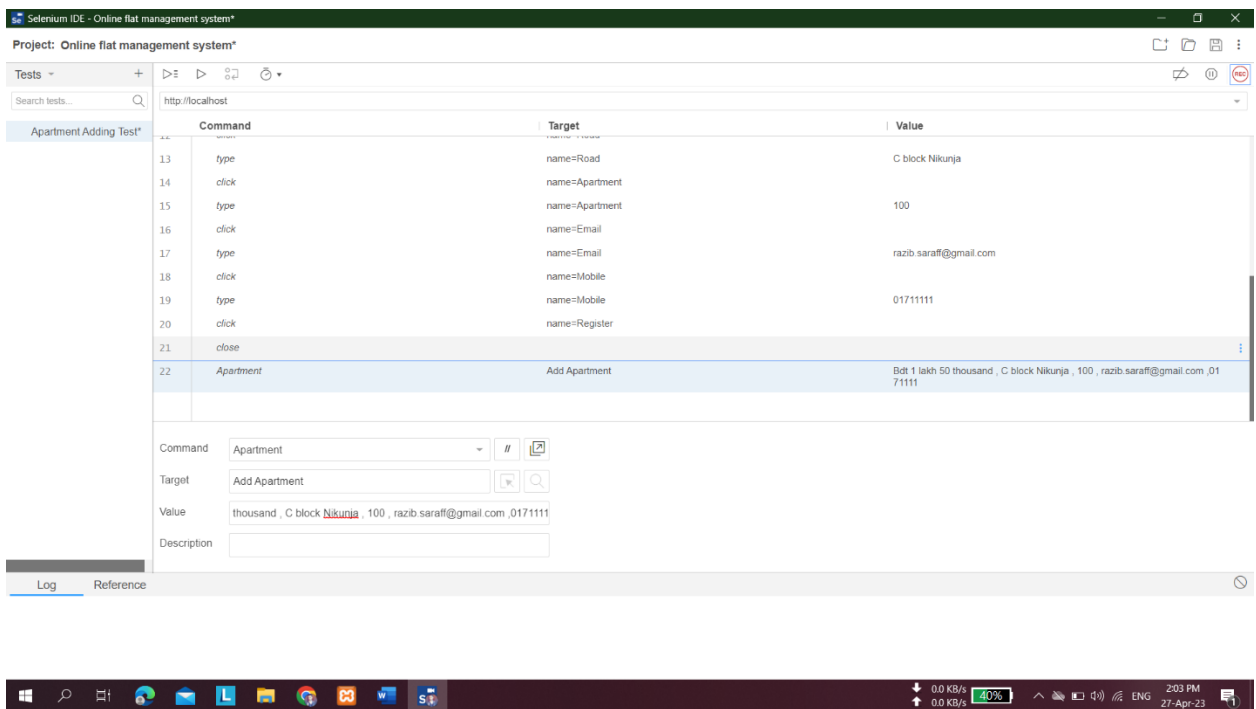 Selenium IDE - Online flat management system*
Project: Online flat management system*
Tests
REC
Search tests...
http://localhost
Apartment Adding Test*
Command Target Value
13 type name=Road C block Nikunja
14 click name=Apartment
15 type name=Apartment 100
16 click name=Email
17 type name=Email razib.saraff@gmail.com
18 click name=Mobile
19 type name=Mobile 01711111
20 click name=Register
21 close
22 Apartment Add Apartment Bdt 1 lakh 50 thousand , C block Nikunja , 100 , razib.saraff@gmail.com ,01
71111
Command Apartment //
Target Add Apartment
Value thousand , C block Nikunja , 100 , razib.saraff@gmail.com ,0171111
Description
Log Reference
0.0 KB/s
0.0 KB/s
40%
ENG
2:03 PM
27-Apr-23